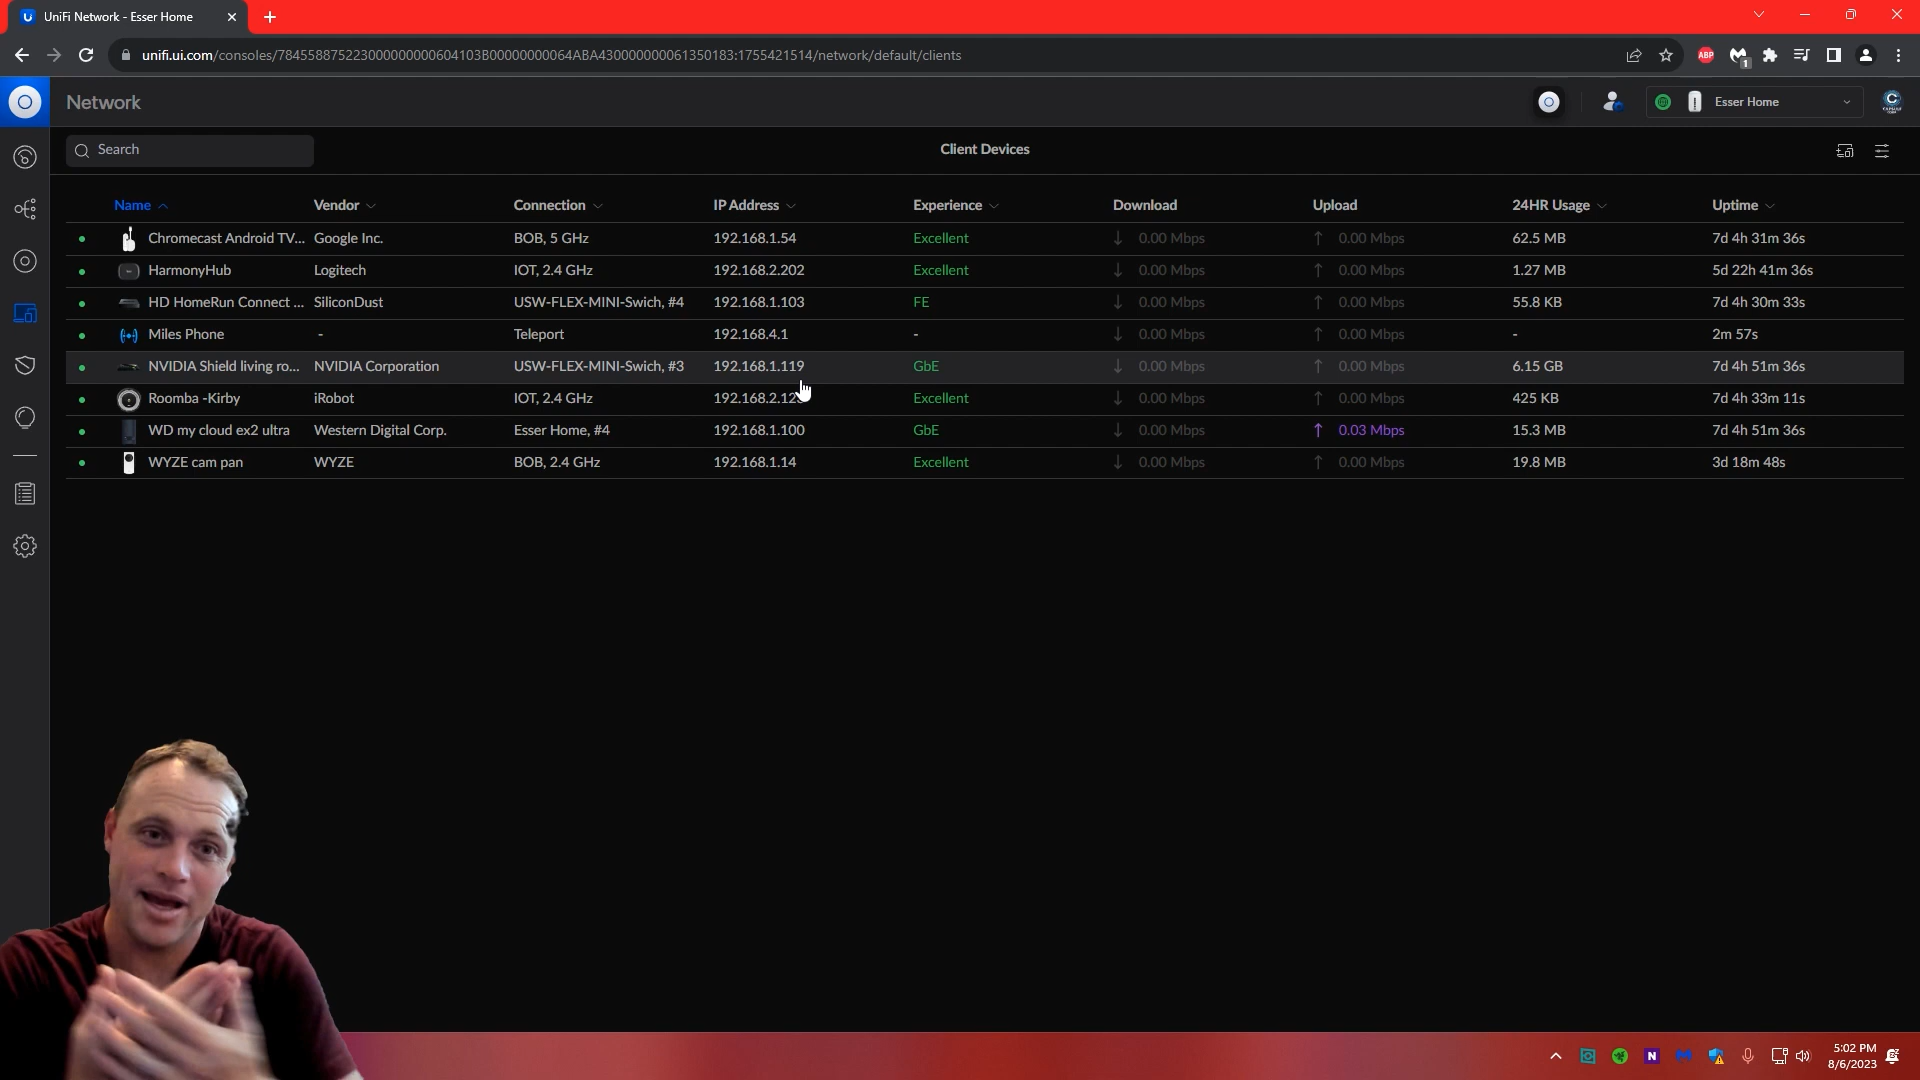 UniFi Network - Esser Home
unifi.ui.com/consoles/78455887522300000000006041​03B00000000064ABA430000000061350183:1755421514/network/default/clients
ABP
1
Network
Esser Home
Search
Client Devices
Name Vendor Connection IP Address Experience Download Upload 24HR Usage Uptime
Chromecast Android TV... Google Inc. BOB, 5 GHz 192.168.1.54 Excellent ↓ 0.00 Mbps ↑ 0.00 Mbps 62.5 MB 7d 4h 31m 36s
HarmonyHub Logitech IOT, 2.4 GHz 192.168.2.202 Excellent ↓ 0.00 Mbps ↑ 0.00 Mbps 1.27 MB 5d 22h 41m 36s
HD HomeRun Connect ... SiliconDust USW-FLEX-MINI-Swich, #4 192.168.1.103 FE ↓ 0.00 Mbps ↑ 0.00 Mbps 55.8 KB 7d 4h 30m 33s
Miles Phone - Teleport 192.168.4.1 - ↓ 0.00 Mbps ↑ 0.00 Mbps - 2m 57s
NVIDIA Shield living ro... NVIDIA Corporation USW-FLEX-MINI-Swich, #3 192.168.1.119 GbE ↓ 0.00 Mbps ↑ 0.00 Mbps 6.15 GB 7d 4h 51m 36s
Roomba -Kirby iRobot IOT, 2.4 GHz Excellent ↓ 0.00 Mbps ↑ 0.00 Mbps 425 KB 7d 4h 33m 11s
WD my cloud ex2 ultra Western Digital Corp. Esser Home, #4 192.168.1.100 GbE ↓ 0.00 Mbps ↑ 0.03 Mbps 15.3 MB 7d 4h 51m 36s
WYZE cam pan WYZE BOB, 2.4 GHz 192.168.1.14 Excellent ↓ 0.00 Mbps ↑ 0.00 Mbps 19.8 MB 3d 18m 48s
N
5:02 PM
8/6/2023